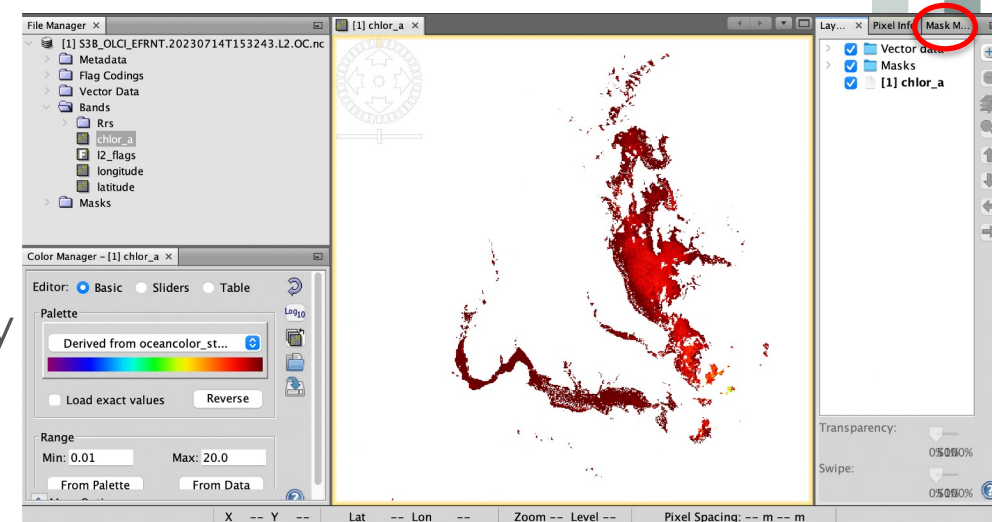 File Manager ×
[1] S3B_OLCI_EFRNT.20230714T153243.L2.OC.nc
Metadata
Flag Codings
Vector Data
Bands
Rrs
chlor_a
l2_flags
longitude
latitude
Masks
Color Manager - [1] chlor_a ×
Editor: Basic Sliders Table
Palette
Log10
Derived from oceancolor_st...
Load exact values Reverse
Range
Min: 0.01 Max: 20.0
From Palette From Data
y
[1] chlor_a ×
Lay... × Pixel Info Mask M...
Vector data
Masks
[1] chlor_a
Transparency:
Swipe:
X -- Y -- Lat -- Lon -- Zoom -- Level -- Pixel Spacing: -- m -- m